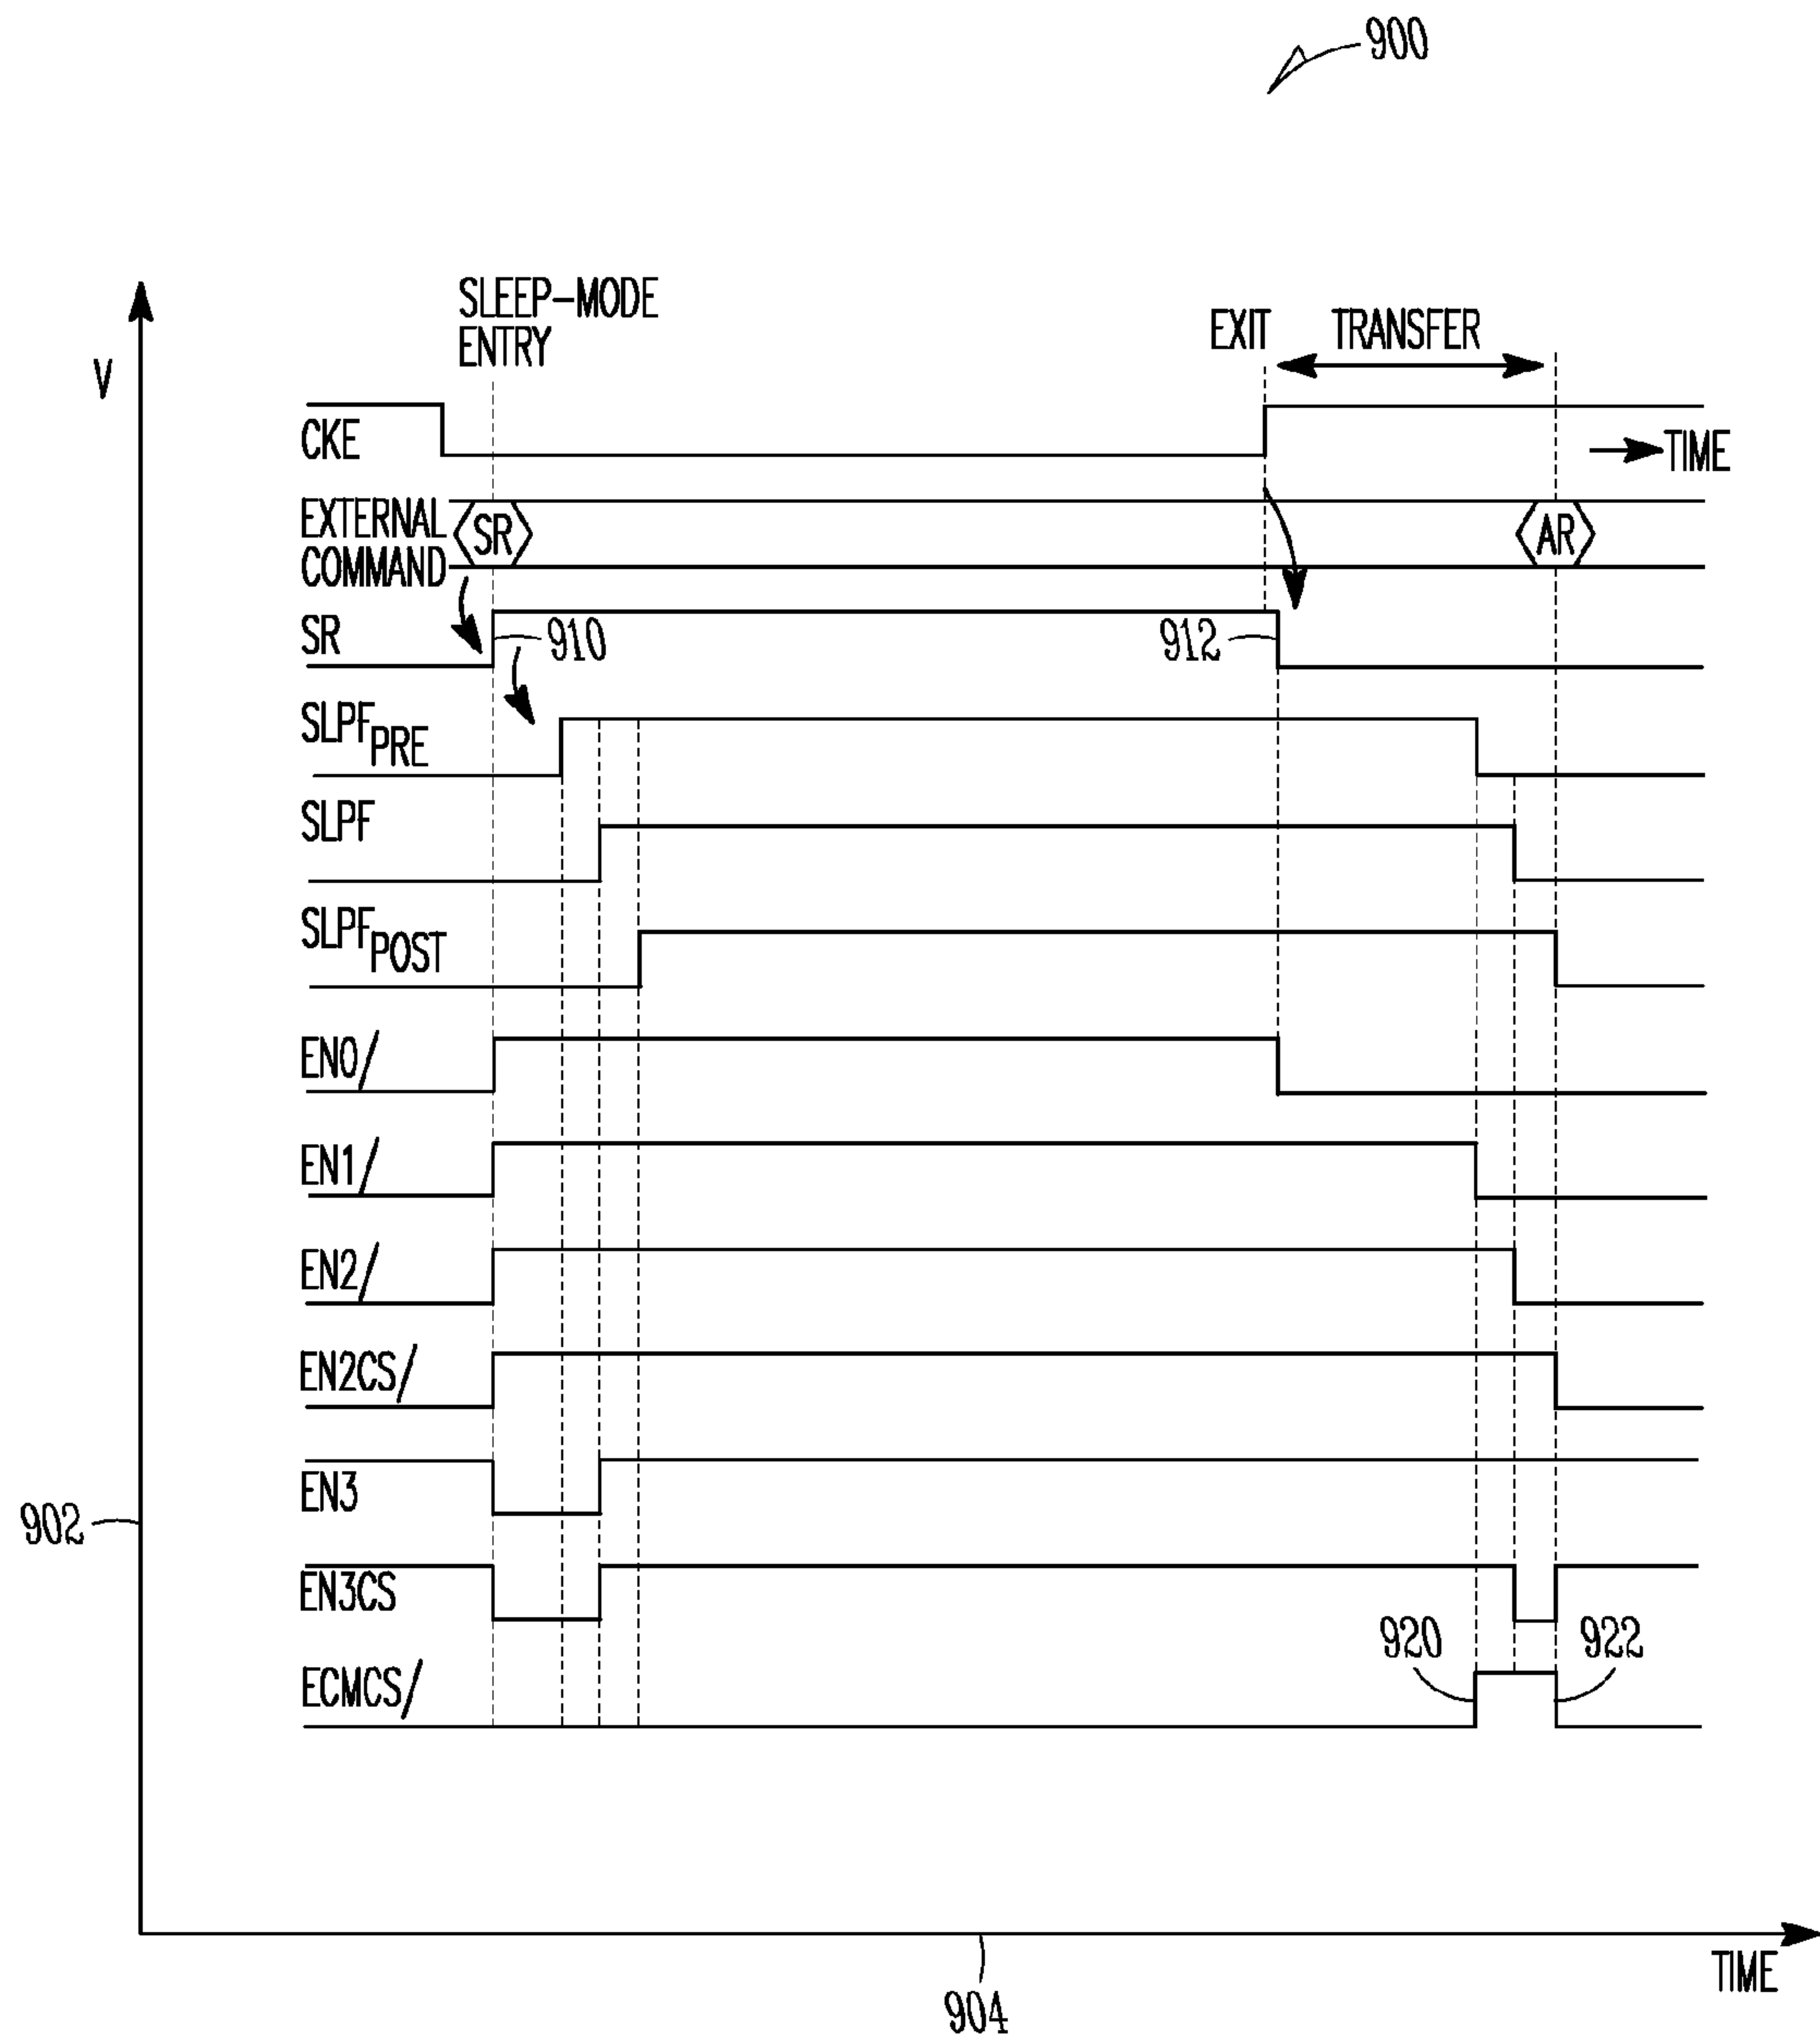 900
SLEEP-MODE
ENTRY
EXIT
TRANSFER
V
CKE
TIME
EXTERNAL
COMMAND
SR
AR
SR
910
912
SLPFPRE
SLPF
SLPFPOST
EN0/
EN1/
EN2/
EN2CS/
EN3
902
EN3CS
920
922
ECMCS/
TIME
904